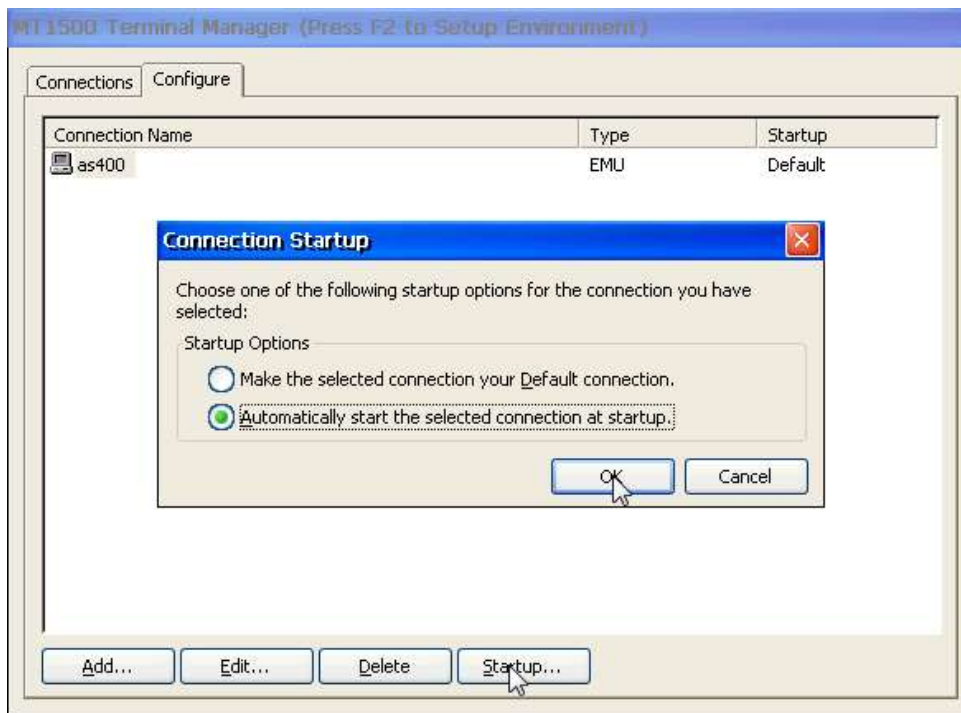 MT1500 Terminal Manager (Press F2 to Setup Environment)
Connections Configure
Connection Name Type Startup
as400 EMU Default
Connection Startup
Choose one of the following startup options for the connection you have
selected:
Startup Options
Make the selected connection your Default connection.
Automatically start the selected connection at startup.
OK Cancel
Add... Edit... Delete Startup...